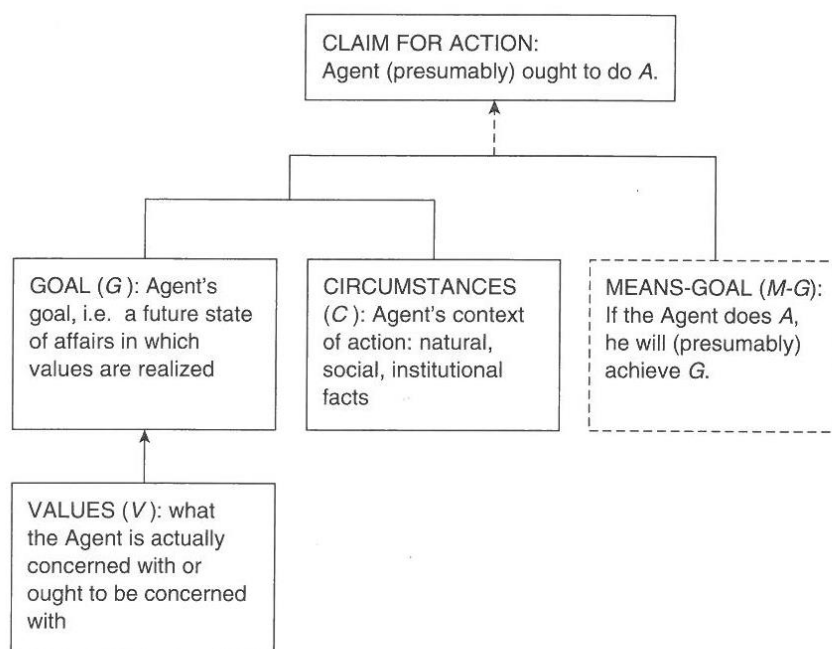 CLAIM FOR ACTION:
Agent (presumably) ought to do A.
GOAL (G): Agent's
goal, i.e. a future state
of affairs in which
values are realized
CIRCUMSTANCES
(C): Agent's context
of action: natural,
social, institutional
facts
MEANS-GOAL (M-G):
If the Agent does A,
he will (presumably)
achieve G.
VALUES (V): what
the Agent is actually
concerned with or
ought to be concerned
with